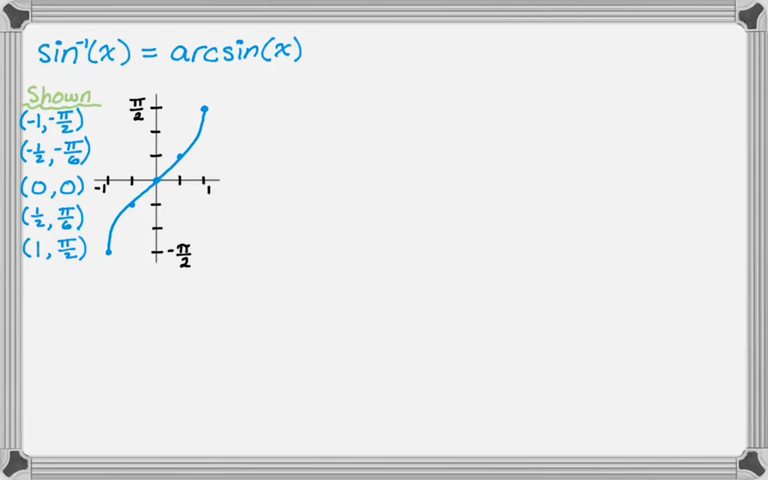 sin⁻¹(x) = arcsin(x)
Shown
(-1, -π/2)
(-1/2, -π/6)
(0, 0)
(1/2, π/6)
(1, π/2)
π/2
-1 1
-π/2